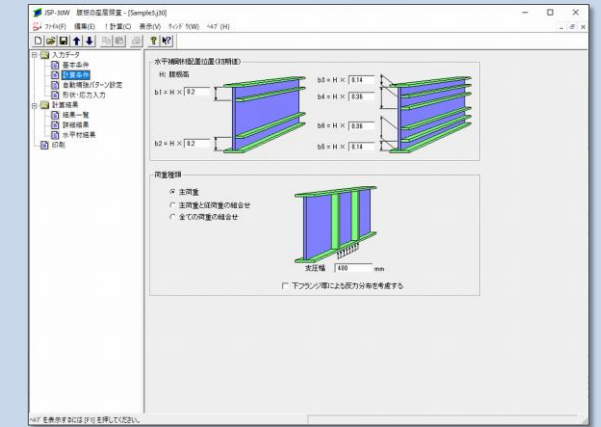 JSP-30W 腹板の座屈照査 - [Sample3.j30]
ファイル(F) 編集(E) !計算(C) 表示(V) ウィンドウ(W) ヘルプ(H)
入力データ
基本条件
計算条件
自動補強パターン設定
形状・応力入力
計算結果
結果一覧
詳細結果
水平材結果
印刷
水平補剛材配置位置(初期値)
H: 腹板高
b1 = H × 0.2
b2 = H × 0.2
b3 = H × 0.14
b4 = H × 0.36
b6 = H × 0.36
b6 = H × 0.14
荷重種類
主荷重
主荷重と従荷重の組合せ
全ての荷重の組合せ
支圧幅 400 mm
下フランジ厚による反力分布を考慮する
ヘルプを表示するには [F1] を押してください。